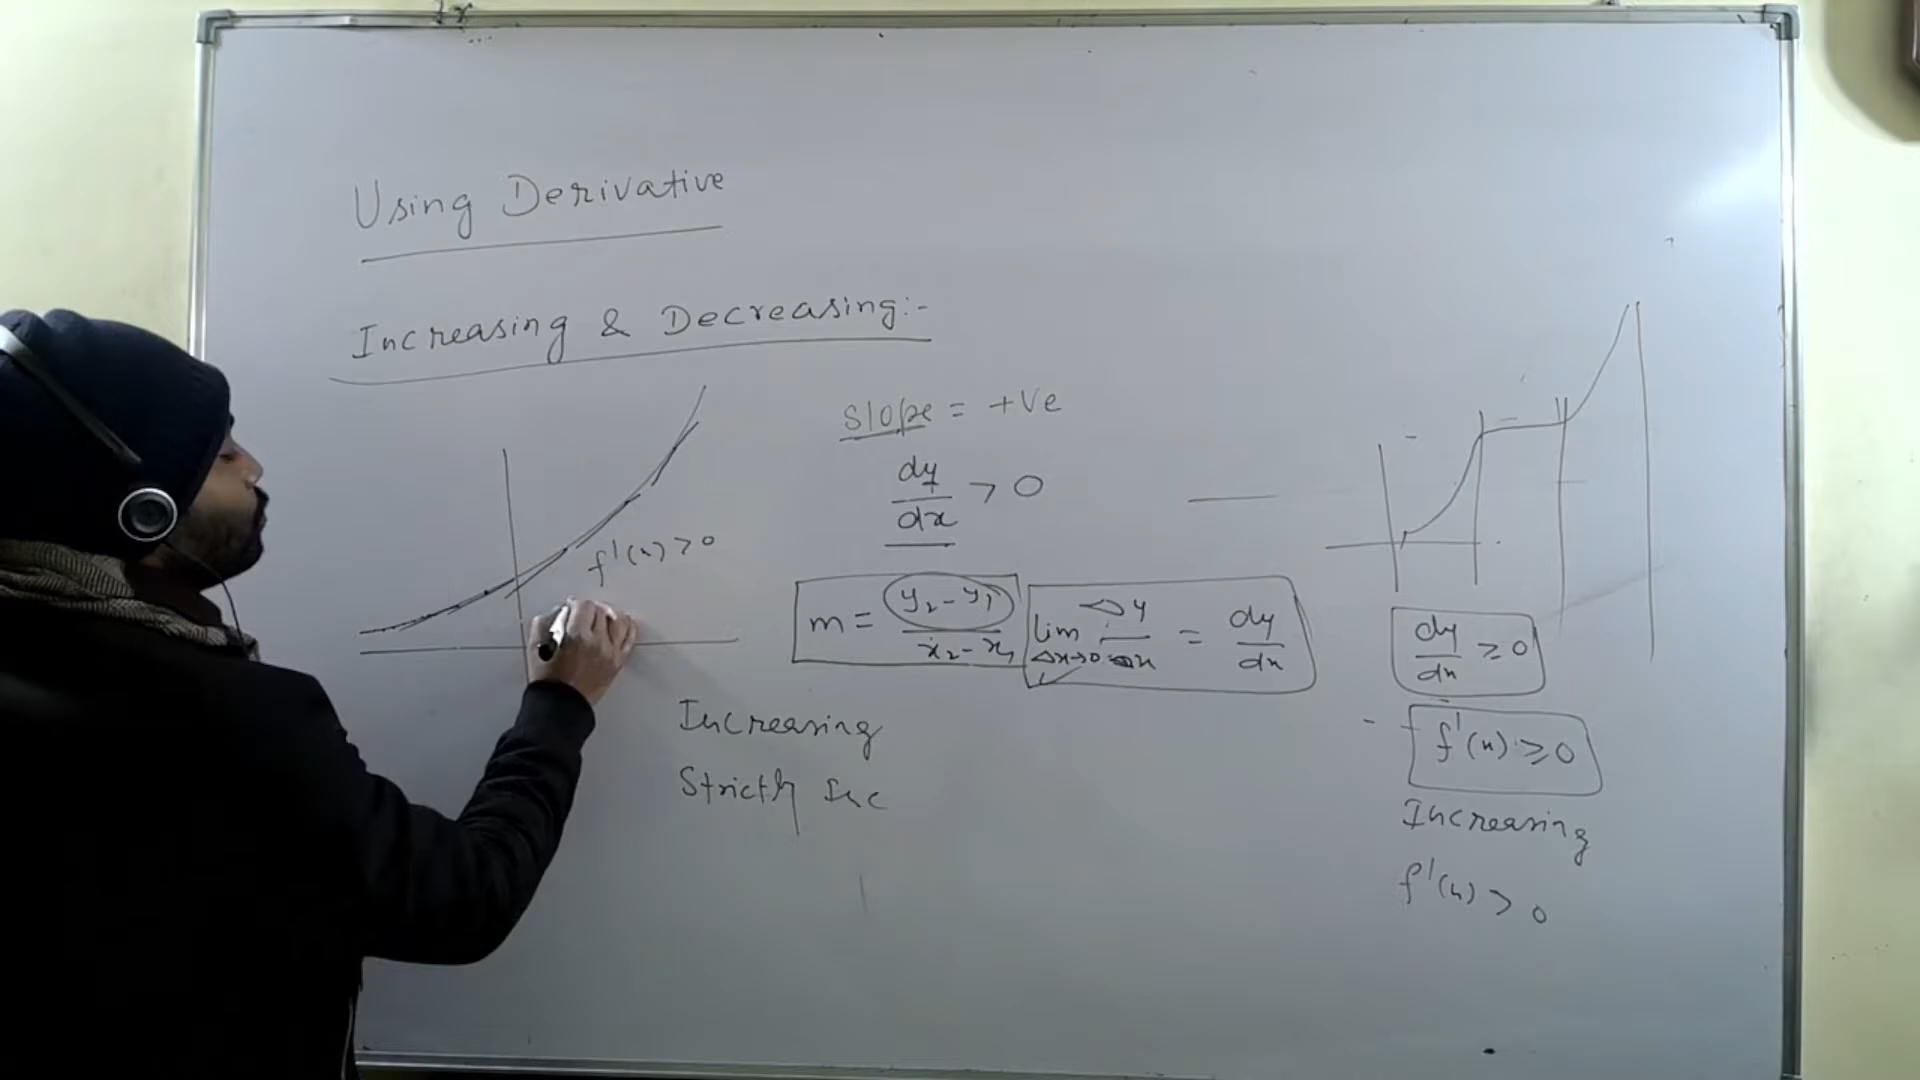 Using Derivative
Increasing & Decreasing:-
slope = +ve
dy/dx > 0
f'(x) > 0
m = y₂-y₁/x₂-x₁
lim Δx→0 Δy/Δx = dy/dx
Increasing
Strictly Inc
dy/dx ≥ 0
f'(x) ≥ 0
Increasing
f'(x) > 0